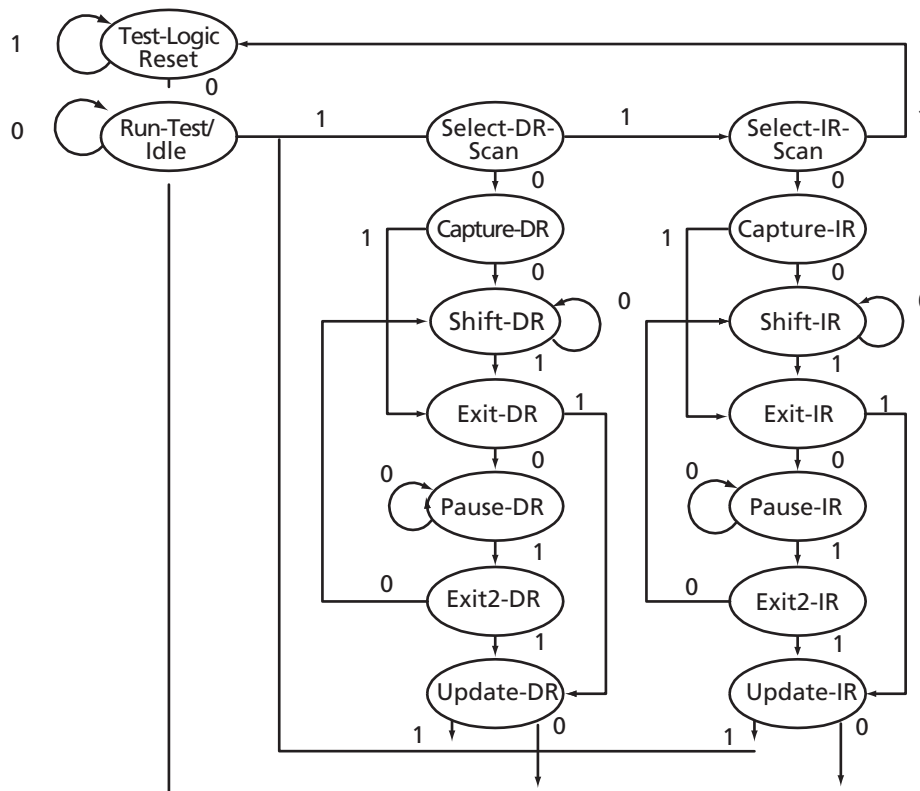 1
Test-Logic
Reset
0
0
Run-Test/
Idle
1
Select-DR-
Scan
1
Select-IR-
Scan
0
0
1
Capture-DR
1
Capture-IR
0
0
Shift-DR
0
Shift-IR
1
1
Exit-DR
1
Exit-IR
1
0
0
0
Pause-DR
0
Pause-IR
1
1
0
Exit2-DR
0
Exit2-IR
1
1
Update-DR
Update-IR
1
0
1
0